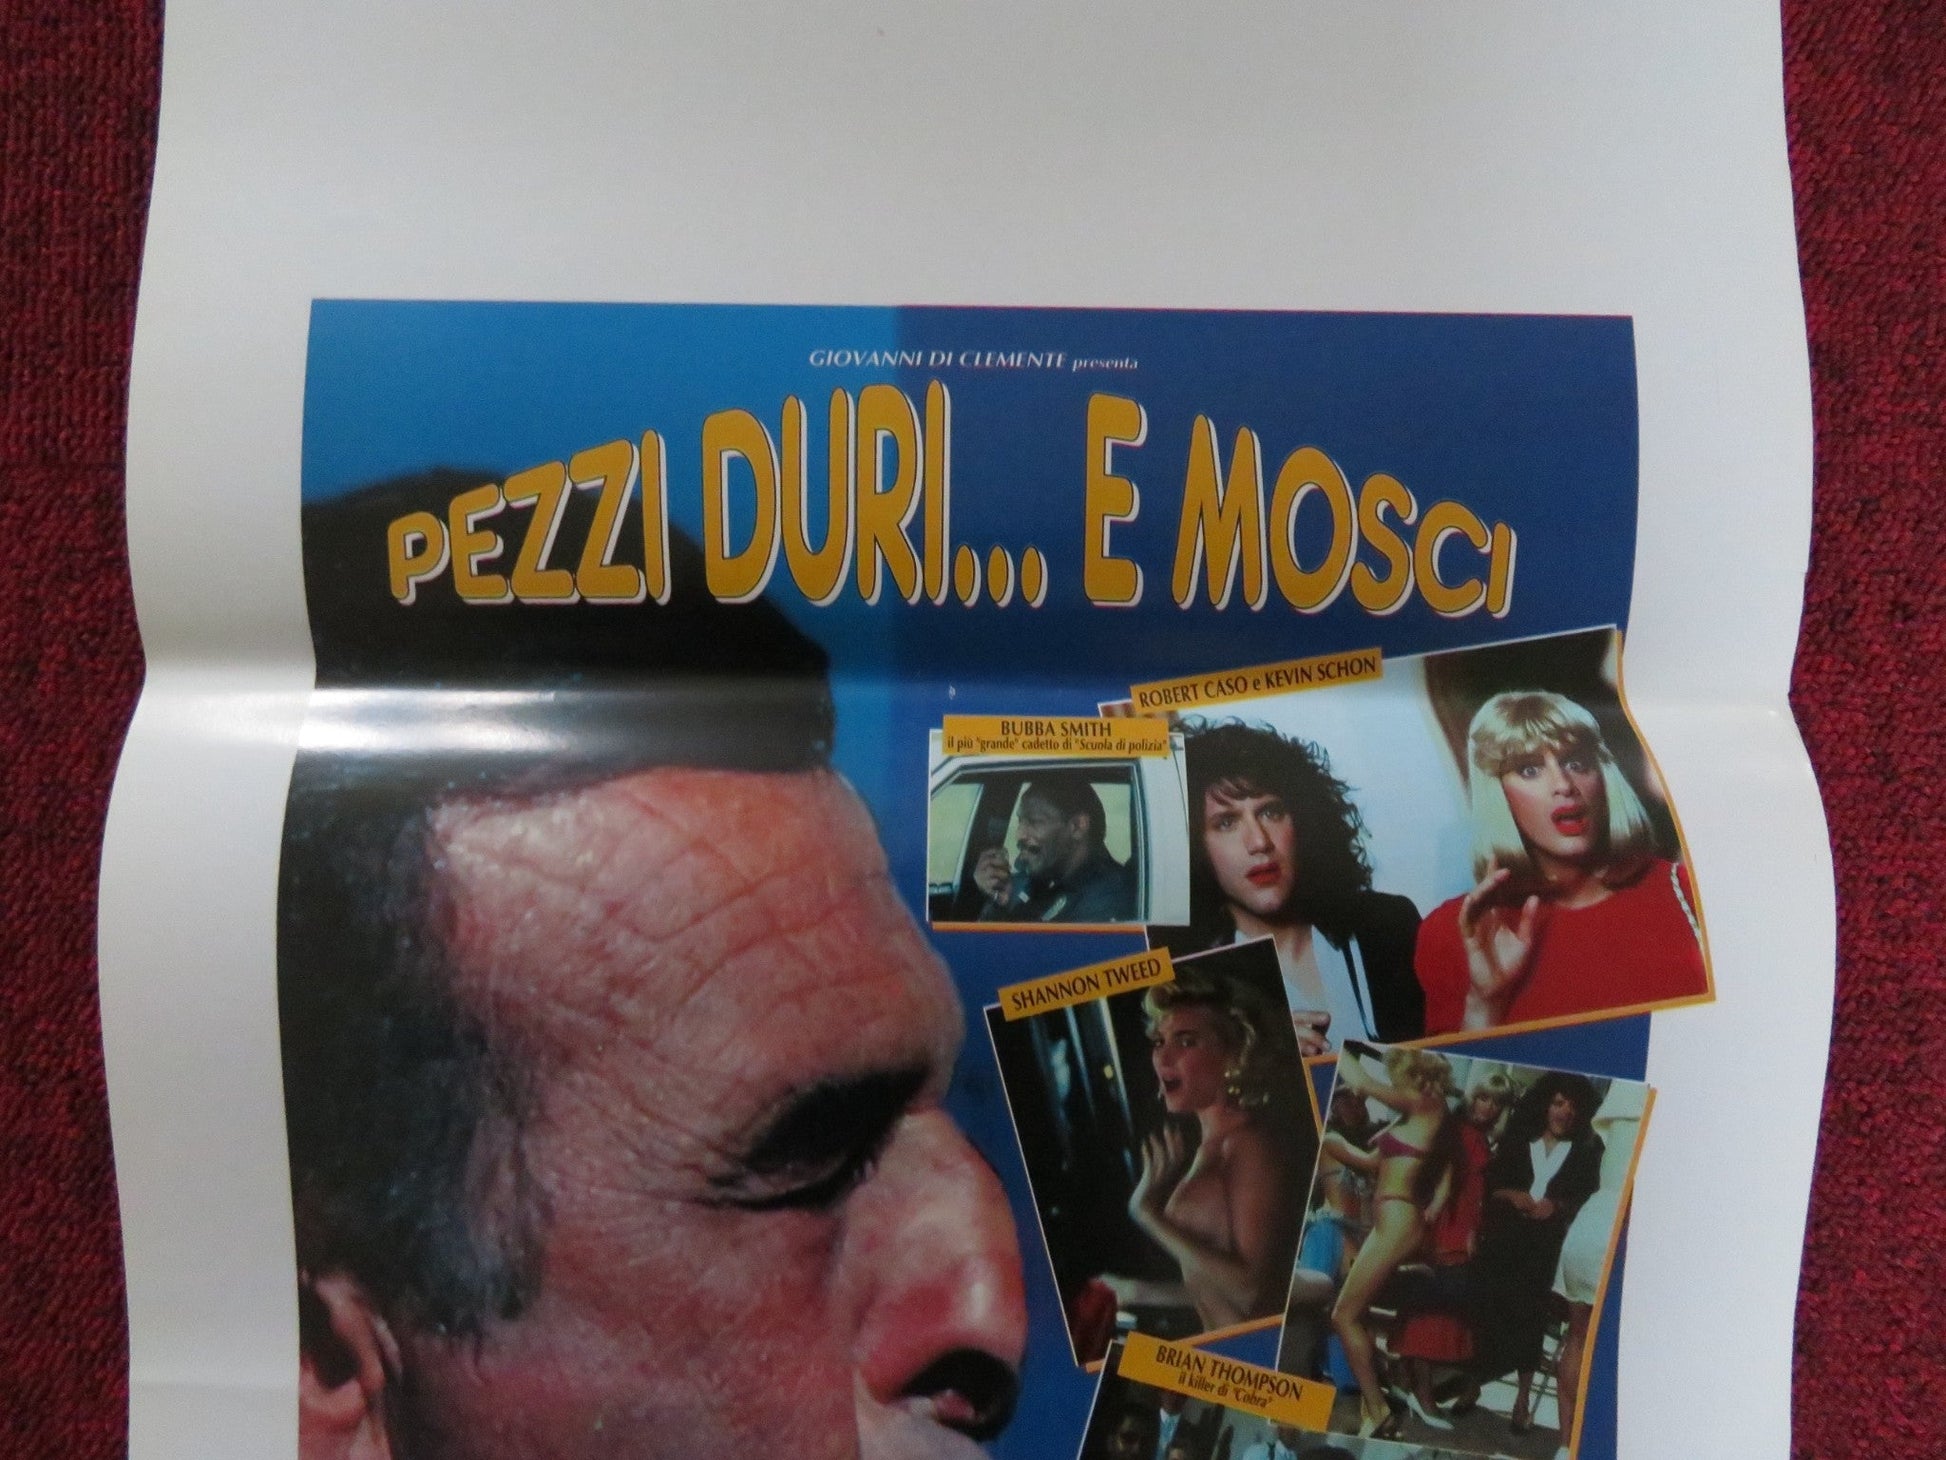 GIOVANNI DI CLEMENTE presenta
PEZZI DURI... E MOSCI
ROBERT CASO e KEVIN SCHON
BUBBA SMITH
il più "grande" cadetto di "Scuola di polizia"
SHANNON TWEED
BRIAN THOMPSON
il killer di "Cobra"